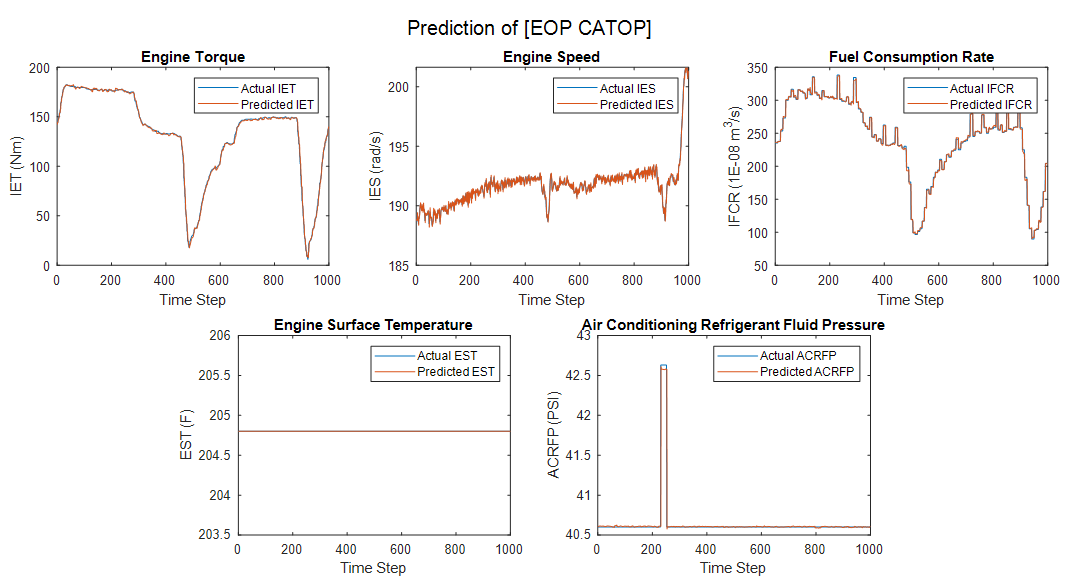 Prediction of [EOP CATOP]
Engine Torque
200
150
100
50
0
0 200 400 600 800 1000
IET (Nm)
Time Step
Actual IET
Predicted IET
Engine Speed
200
195
190
185
0 200 400 600 800 1000
IES (rad/s)
Time Step
Actual IES
Predicted IES
Fuel Consumption Rate
350
300
250
200
150
100
50
0 200 400 600 800 1000
IFCR (1E-08 m³/s)
Time Step
Actual IFCR
Predicted IFCR
Engine Surface Temperature
206
205.5
205
204.5
204
203.5
0 200 400 600 800 1000
EST (F)
Time Step
Actual EST
Predicted EST
Air Conditioning Refrigerant Fluid Pressure
43
42.5
42
41.5
41
40.5
0 200 400 600 800 1000
ACRFP (PSI)
Time Step
Actual ACRFP
Predicted ACRFP